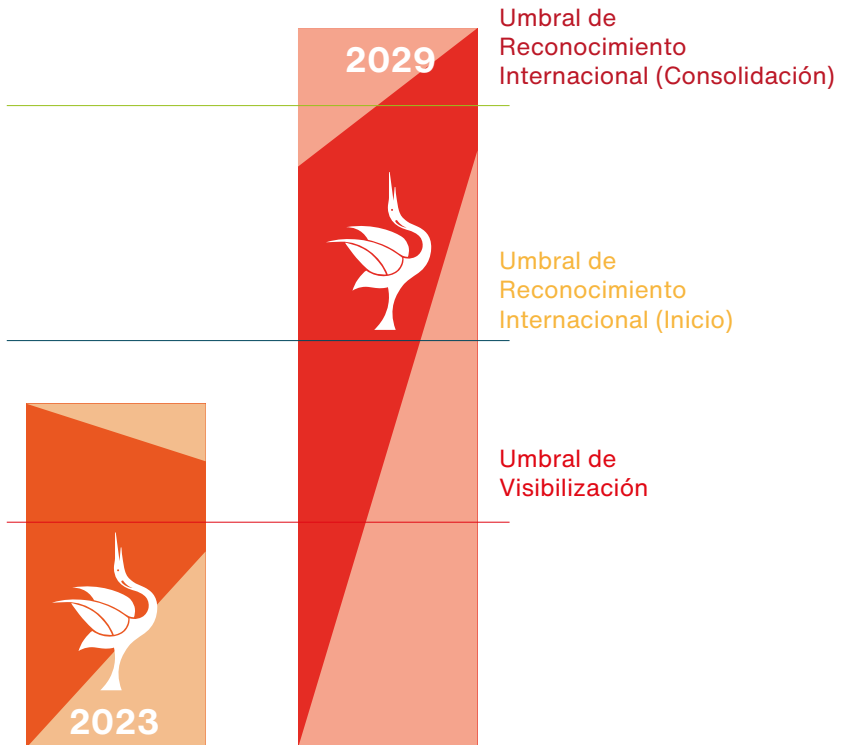 Umbral de
Reconocimiento
Internacional (Consolidación)
2029
Umbral de
Reconocimiento
Internacional (Inicio)
Umbral de
Visibilización
2023